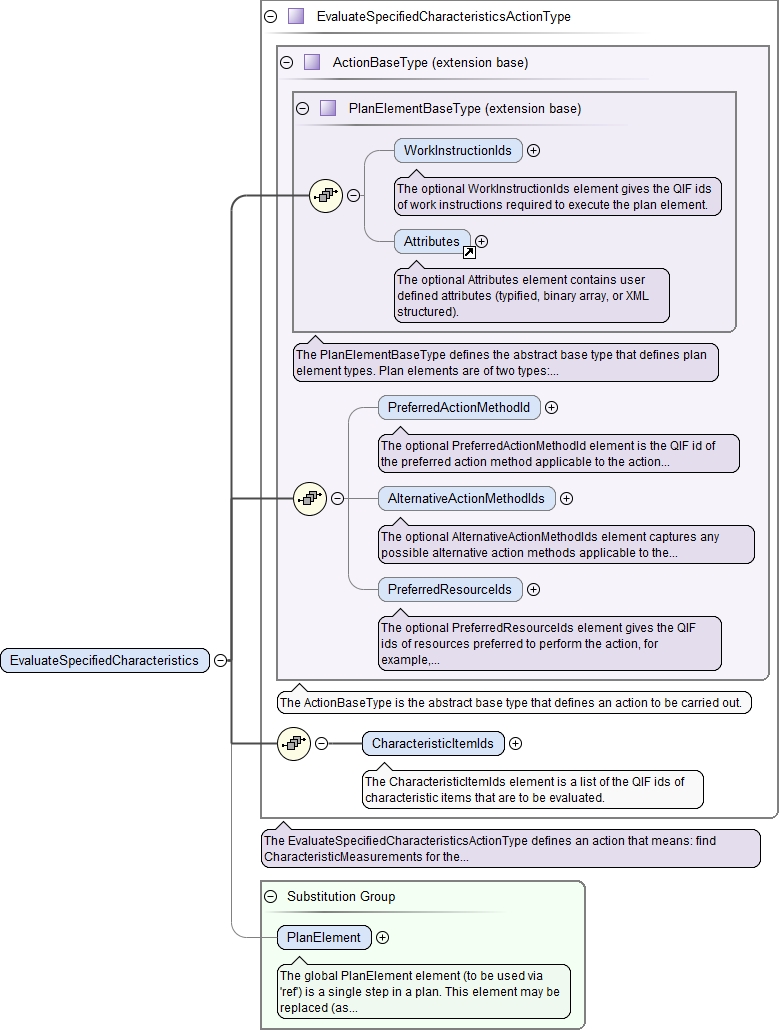 EvaluateSpecifiedCharacteristicsActionType
ActionBaseType (extension base)
PlanElementBaseType (extension base)
WorkInstructionIds
The optional WorkInstructionIds element gives the QIF ids
of work instructions required to execute the plan element.
Attributes
The optional Attributes element contains user
defined attributes (typified, binary array, or XML
structured).
The PlanElementBaseType defines the abstract base type that defines plan
element types. Plan elements are of two types:...
PreferredActionMethodId
The optional PreferredActionMethodId element is the QIF id of
the preferred action method applicable to the action...
AlternativeActionMethodIds
The optional AlternativeActionMethodIds element captures any
possible alternative action methods applicable to the...
PreferredResourceIds
The optional PreferredResourceIds element gives the QIF
ids of resources preferred to perform the action, for
example,...
EvaluateSpecifiedCharacteristics
The ActionBaseType is the abstract base type that defines an action to be carried out.
CharacteristicItemIds
The CharacteristicItemIds element is a list of the QIF ids of
characteristic items that are to be evaluated.
The EvaluateSpecifiedCharacteristicsActionType defines an action that means: find
CharacteristicMeasurements for the...
Substitution Group
PlanElement
The global PlanElement element (to be used via
'ref') is a single step in a plan. This element may be
replaced (as...